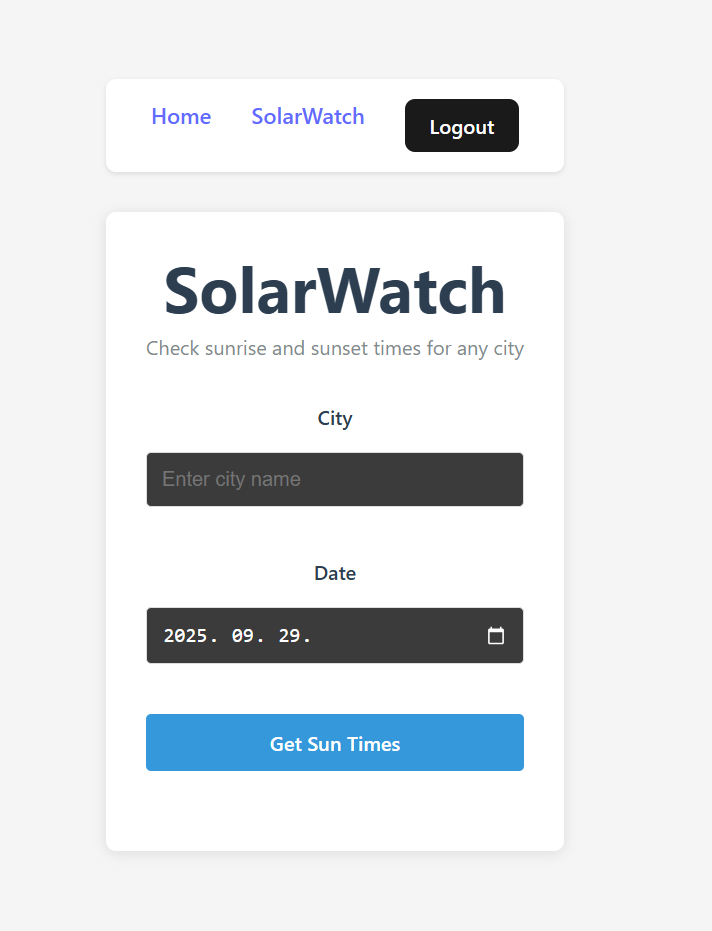 Home SolarWatch Logout
SolarWatch
Check sunrise and sunset times for any city
City
Enter city name
Date
2025. 09. 29.
Get Sun Times